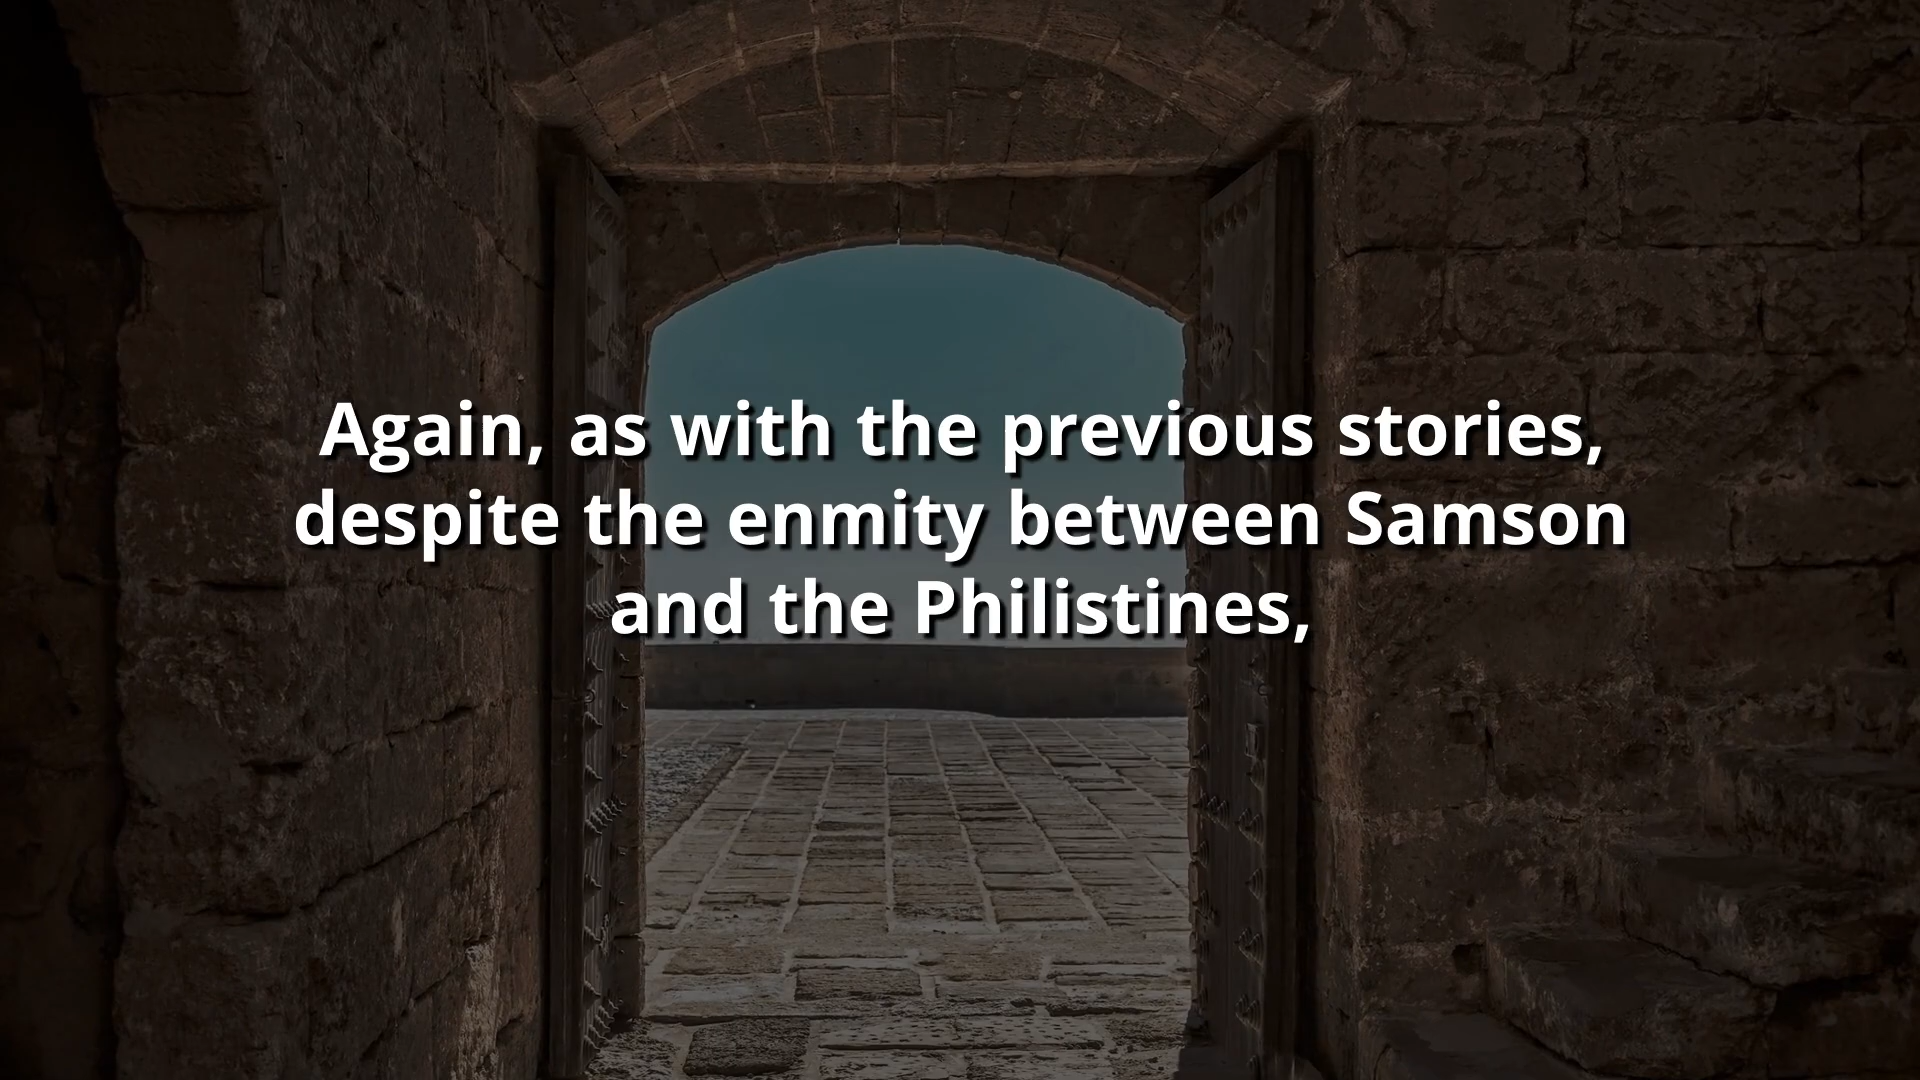 Again, as with the previous stories,
despite the enmity between Samson
and the Philistines,